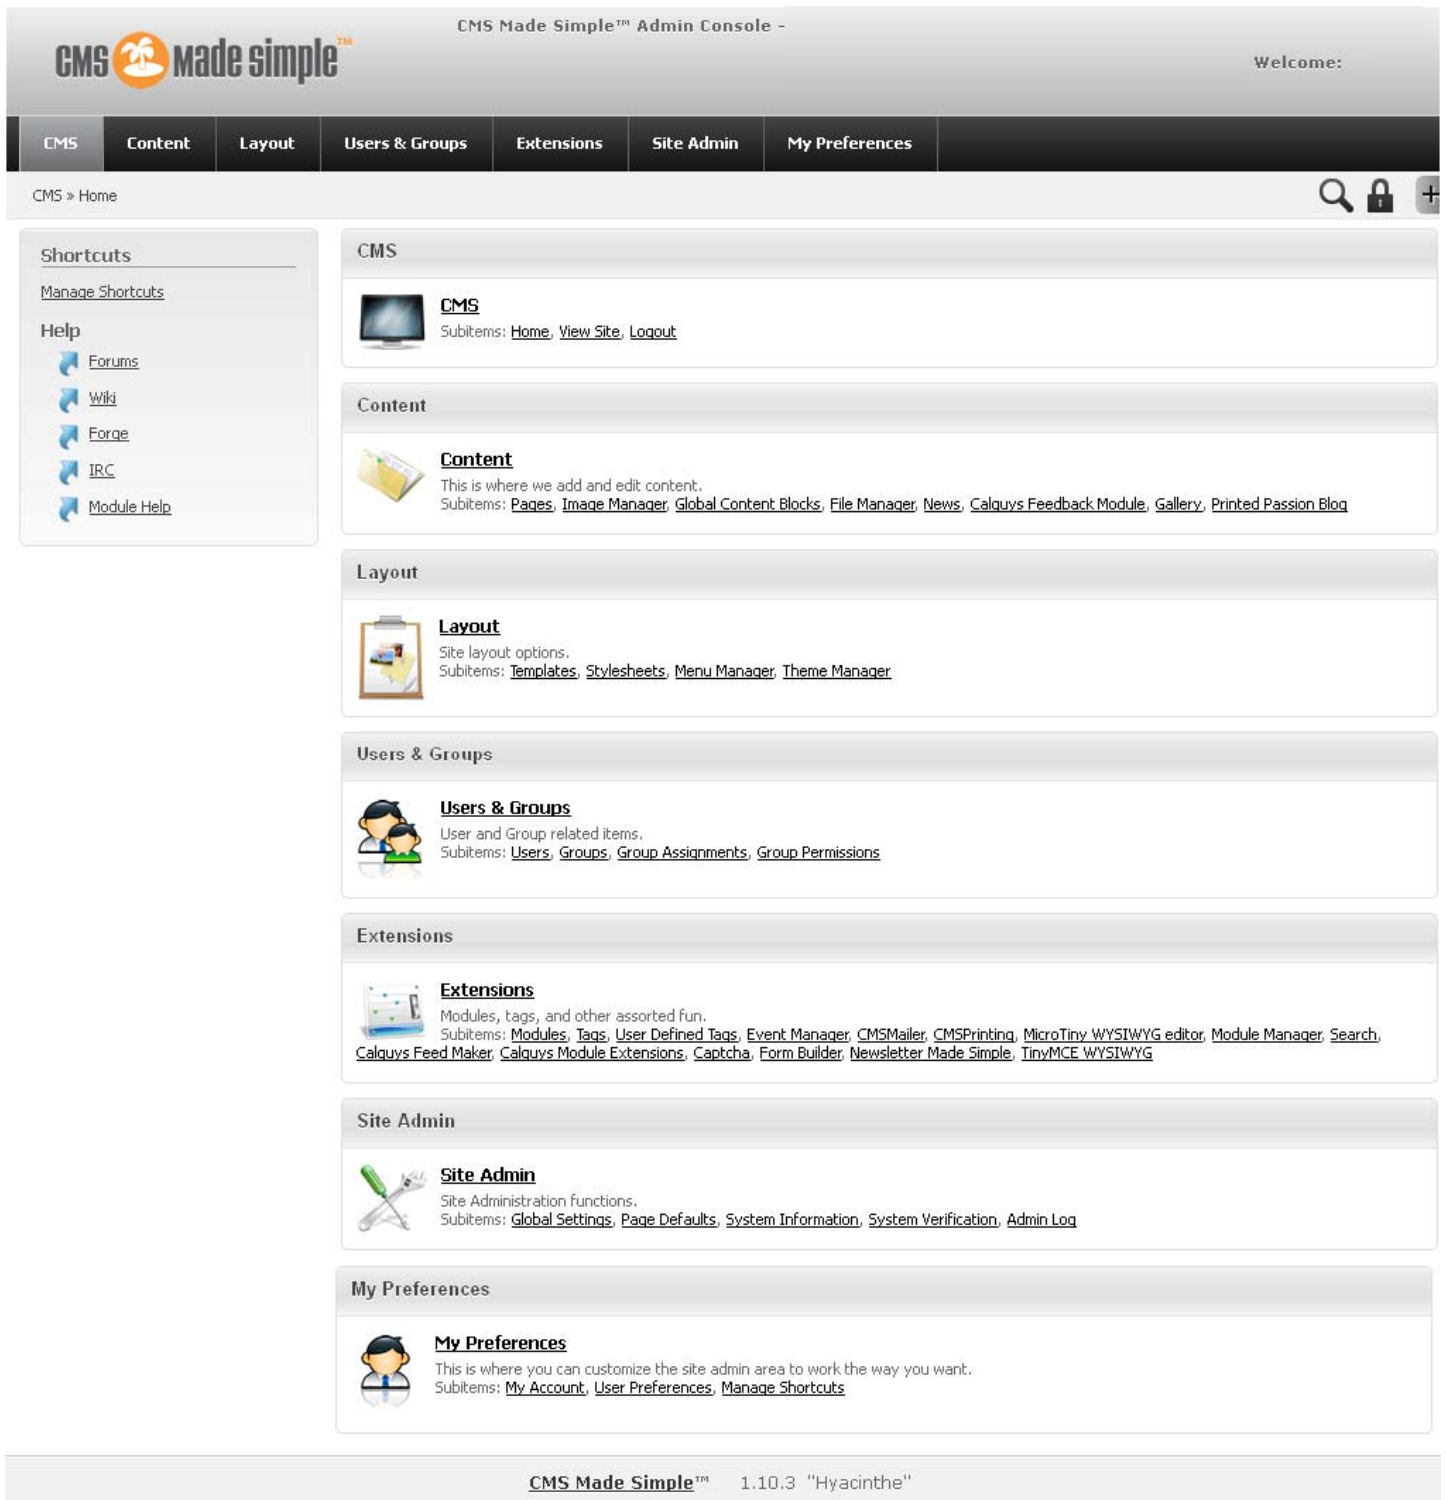 CMS Made Simple™ Admin Console -
CMS made simple™
Welcome:
CMS Content Layout Users & Groups Extensions Site Admin My Preferences
CMS » Home
Shortcuts
Manage Shortcuts
Help
Forums
Wiki
Forge
IRC
Module Help
CMS
CMS
Subitems: Home, View Site, Logout
Content
Content
This is where we add and edit content.
Subitems: Pages, Image Manager, Global Content Blocks, File Manager, News, Calguys Feedback Module, Gallery, Printed Passion Blog
Layout
Layout
Site layout options.
Subitems: Templates, Stylesheets, Menu Manager, Theme Manager
Users & Groups
Users & Groups
User and Group related items.
Subitems: Users, Groups, Group Assignments, Group Permissions
Extensions
Extensions
Modules, tags, and other assorted fun.
Subitems: Modules, Tags, User Defined Tags, Event Manager, CMSMailer, CMSPrinting, MicroTiny WYSIWYG editor, Module Manager, Search,
Calguys Feed Maker, Calguys Module Extensions, Captcha, Form Builder, Newsletter Made Simple, TinyMCE WYSIWYG
Site Admin
Site Admin
Site Administration functions.
Subitems: Global Settings, Page Defaults, System Information, System Verification, Admin Log
My Preferences
My Preferences
This is where you can customize the site admin area to work the way you want.
Subitems: My Account, User Preferences, Manage Shortcuts
CMS Made Simple™ 1.10.3 "Hyacinthe"